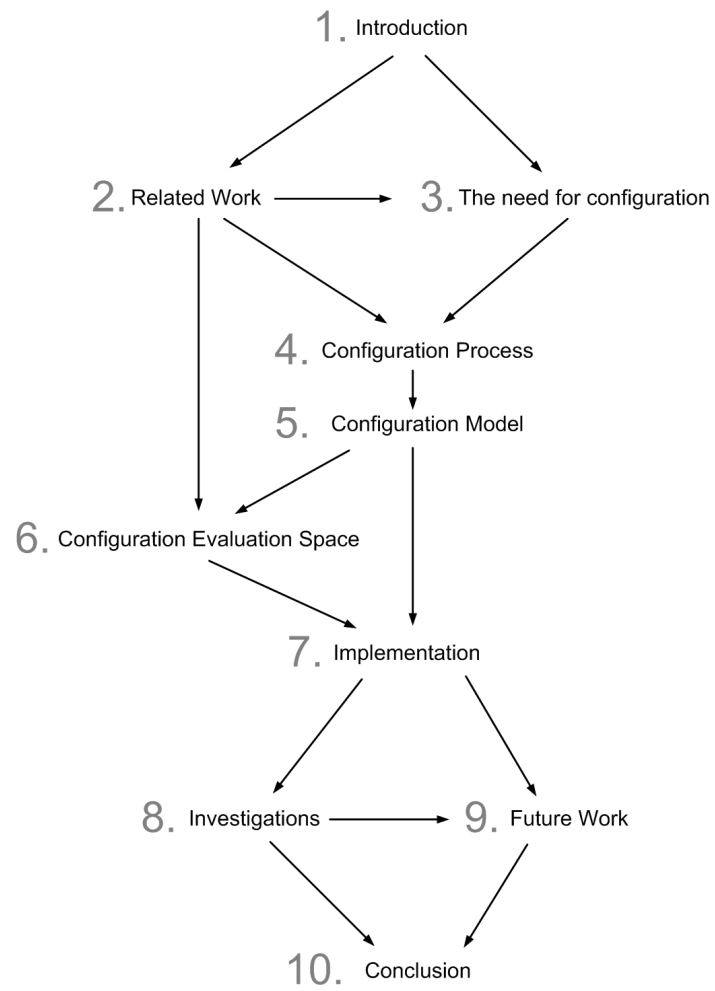 1. Introduction
2. Related Work
3. The need for configuration
4. Configuration Process
5. Configuration Model
6. Configuration Evaluation Space
7. Implementation
8. Investigations
9. Future Work
10. Conclusion